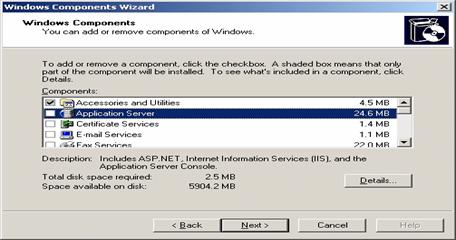 Windows Components Wizard
Windows Components
You can add or remove components of Windows.
To add or remove a component, click the checkbox. A shaded box means that only
part of the component will be installed. To see what's included in a component, click
Details.
Components:
Accessories and Utilities 4.5 MB
Application Server 24.6 MB
Certificate Services 1.4 MB
E-mail Services 1.1 MB
Fax Services 22.0 MB
Description: Includes ASP.NET, Internet Information Services (IIS), and the
Application Server Console.
Total disk space required: 2.5 MB
Space available on disk: 5904.2 MB
Details...
< Back Next > Cancel Help